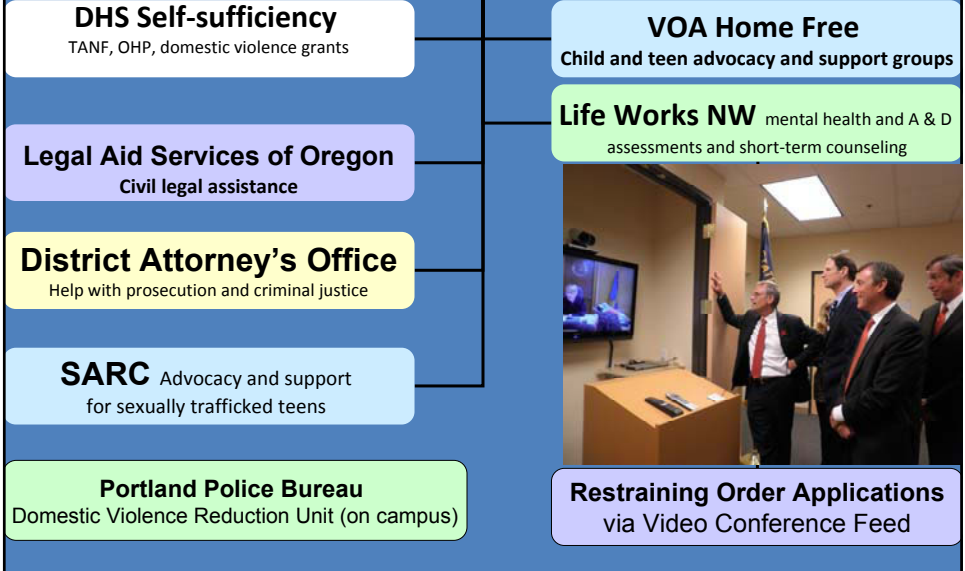 DHS Self-sufficiency
TANF, OHP, domestic violence grants
VOA Home Free
Child and teen advocacy and support groups
Life Works NW mental health and A & D
assessments and short-term counseling
Legal Aid Services of Oregon
Civil legal assistance
District Attorney’s Office
Help with prosecution and criminal justice
SARC Advocacy and support
for sexually trafficked teens
Portland Police Bureau
Domestic Violence Reduction Unit (on campus)
Restraining Order Applications
via Video Conference Feed